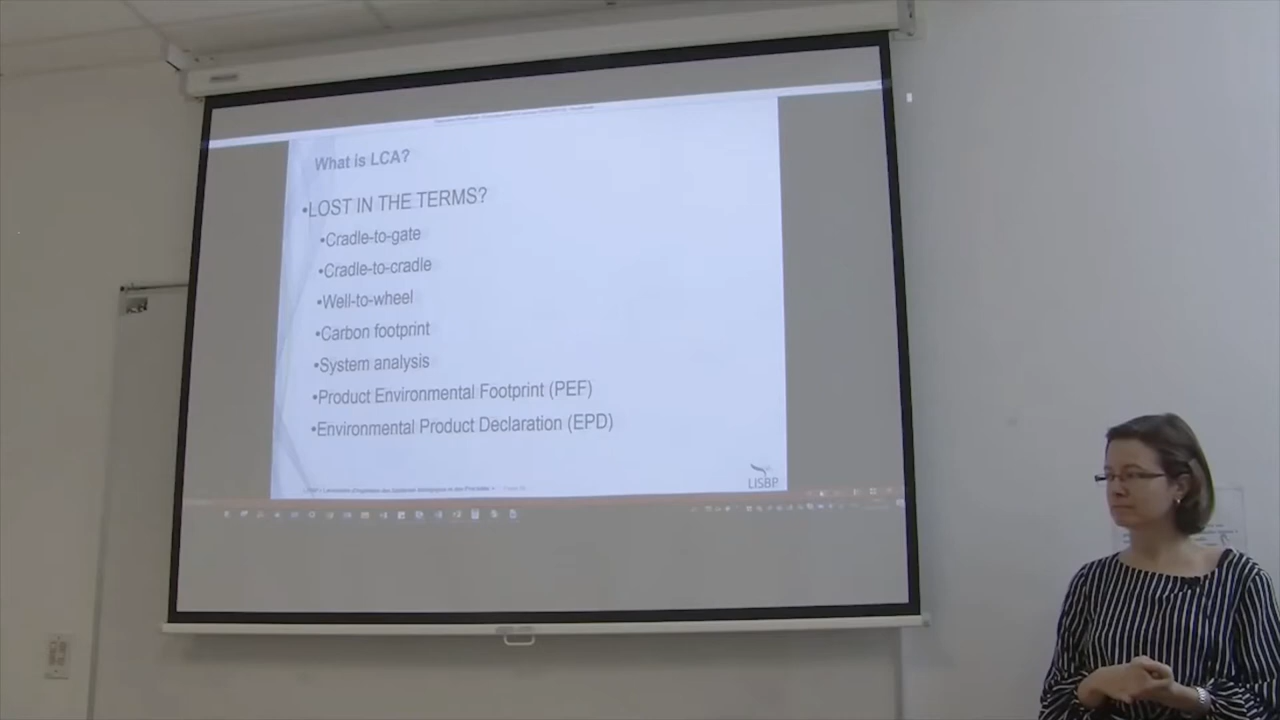 What is LCA?
•LOST IN THE TERMS?
•Cradle-to-gate
•Cradle-to-cradle
•Well-to-wheel
•Carbon footprint
•System analysis
•Product Environmental Footprint (PEF)
•Environmental Product Declaration (EPD)
LISBP